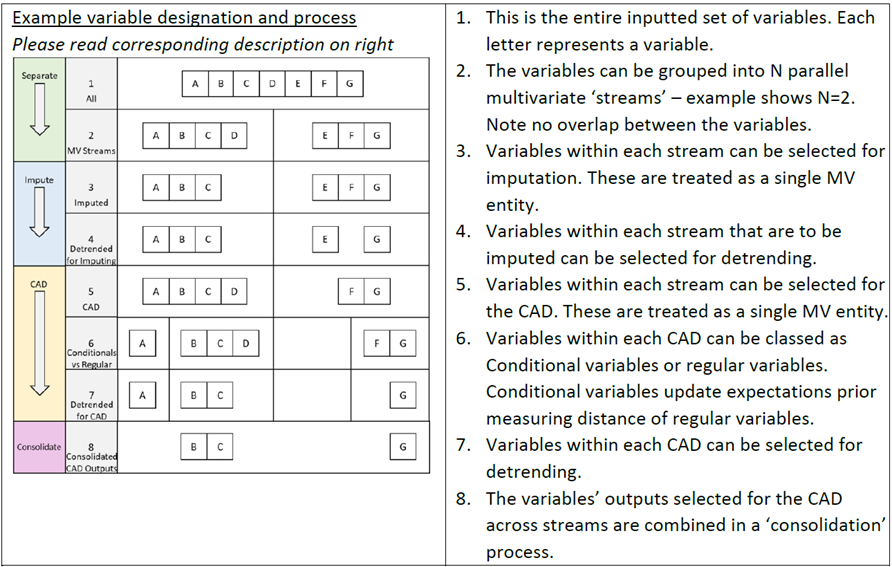 Example variable designation and process
Please read corresponding description on right
Separate
1
All
A B C D E F G
2
MV Streams
A B C D
E F G
Impute
3
Imputed
A B C
E F G
4
Detrended
for Imputing
A B C
E
G
CAD
5
CAD
A B C D
F G
6
Conditionals
vs Regular
A
B C D
F G
7
Detrended
for CAD
A
B C
G
Consolidate
8
Consolidated
CAD Outputs
B C
G
1. This is the entire inputted set of variables. Each
letter represents a variable.
2. The variables can be grouped into N parallel
multivariate ‘streams’ – example shows N=2.
Note no overlap between the variables.
3. Variables within each stream can be selected for
imputation. These are treated as a single MV
entity.
4. Variables within each stream that are to be
imputed can be selected for detrending.
5. Variables within each stream can be selected for
the CAD. These are treated as a single MV entity.
6. Variables within each CAD can be classed as
Conditional variables or regular variables.
Conditional variables update expectations prior
measuring distance of regular variables.
7. Variables within each CAD can be selected for
detrending.
8. The variables’ outputs selected for the CAD
across streams are combined in a ‘consolidation’
process.